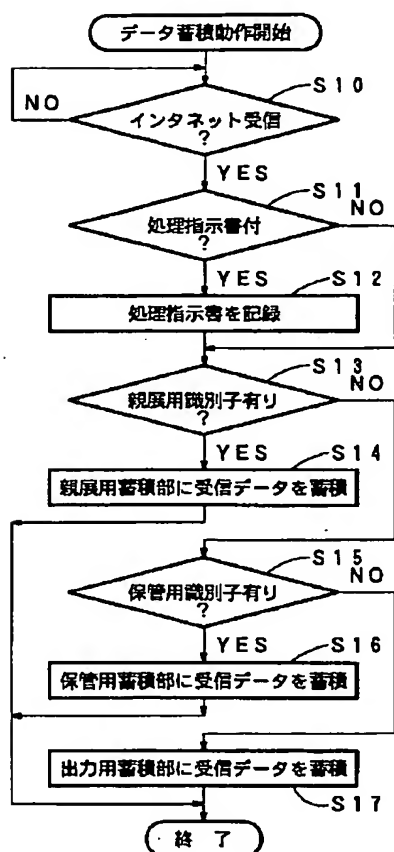 データ蓄積動作開始
S10
NO
インタネット受信
?
YES
S11
NO
処理指示書付
?
YES
S12
処理指示書を記録
S13
NO
親展用識別子有り
?
YES
S14
親展用蓄積部に受信データを蓄積
S15
NO
保管用識別子有り
?
YES
S16
保管用蓄積部に受信データを蓄積
出力用蓄積部に受信データを蓄積
S17
終 了